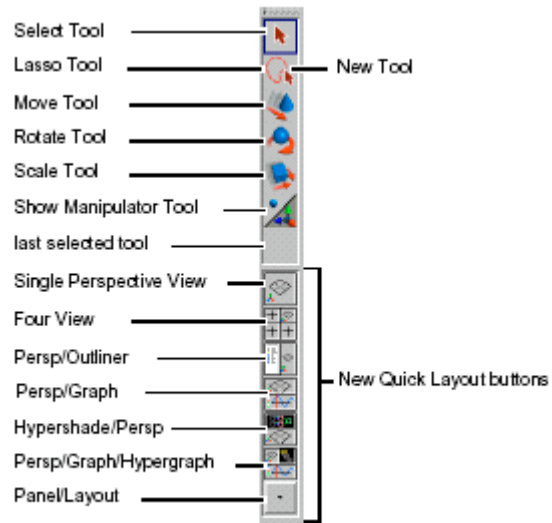 Select Tool
Lasso Tool
New Tool
Move Tool
Rotate Tool
Scale Tool
Show Manipulator Tool
last selected tool
Single Perspective View
Four View
Persp/Outliner
New Quick Layout buttons
Persp/Graph
Hypershade/Persp
Persp/Graph/Hypergraph
Panel/Layout